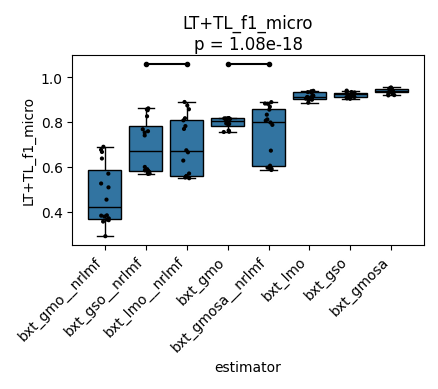 LT+TL_f1_micro
p = 1.08e-18
LT+TL_f1_micro
1.0
0.8
0.6
0.4
bxt_gmo__nrlmf
bxt_gso__nrlmf
bxt_lmo__nrlmf
bxt_gmo
bxt_gmosa__nrlmf
bxt_lmo
bxt_gso
bxt_gmosa
estimator